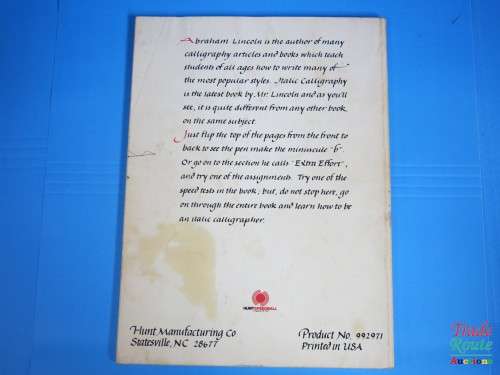 Abraham Lincoln is the author of many
calligraphy articles and books which teach
students of all ages how to write many of
the most popular styles. Italic Calligraphy
is the latest book by Mr. Lincoln and as you'll
see, it is quite different from any other book
on the same subject.
Just flip the top of the pages from the front to
back to see the pen make the minuscule "b".
Or go on to the section he calls "Extra Effort",
and try one of the assignments. Try one of the
speed tests in the book, but, do not stop here, go
on through the entire book and learn how to be
an italic calligrapher.
HUNT SPEEDBALL
Hunt Manufacturing Co
Statesville, NC 28677
Product No. 992971
Printed in USA
Trade
Route
Auctions